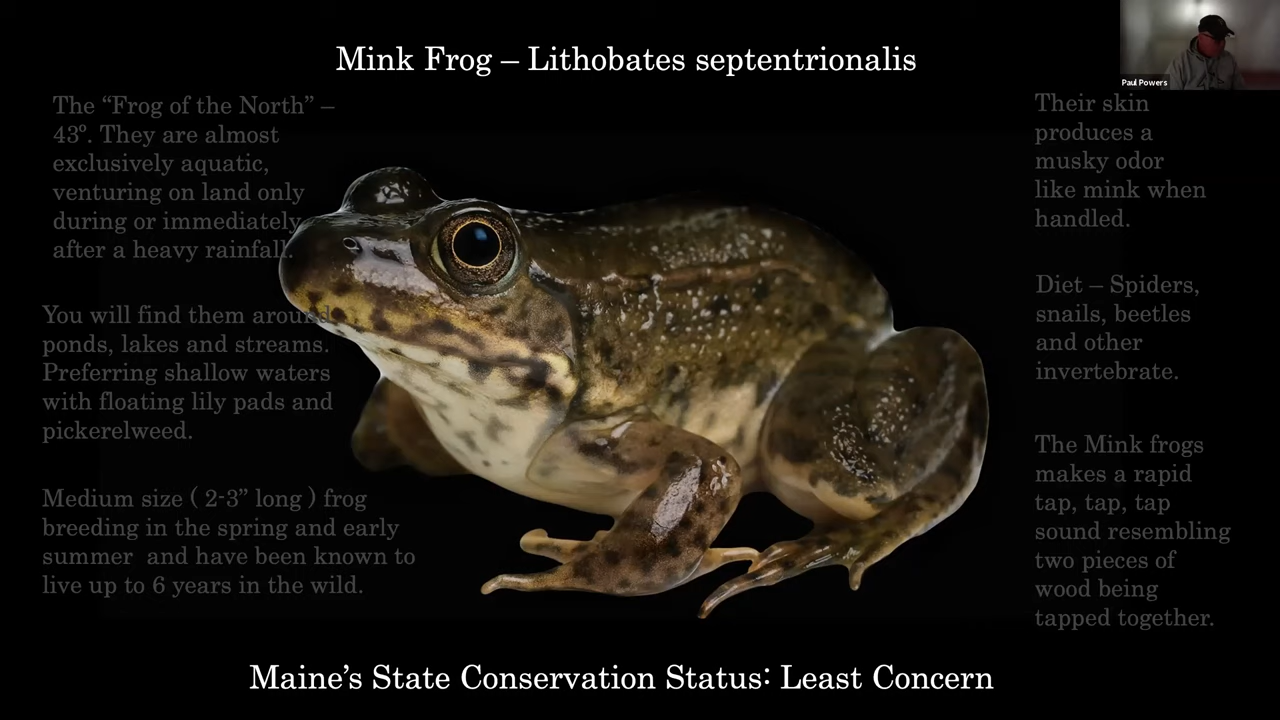 Mink Frog – Lithobates septentrionalis
Paul Powers
The “Frog of the North” –
43°. They are almost
exclusively aquatic,
venturing on land only
during or immediately
after a heavy rainfall.
You will find them around
ponds, lakes and streams.
Preferring shallow waters
with floating lily pads and
pickerelweed.
Medium size ( 2-3” long ) frog
breeding in the spring and early
summer  and have been known to
live up to 6 years in the wild.
Their skin
produces a
musky odor
like mink when
handled.
Diet – Spiders,
snails, beetles
and other
invertebrate.
The Mink frogs
makes a rapid
tap, tap, tap
sound resembling
two pieces of
wood being
tapped together.
Maine’s State Conservation Status: Least Concern